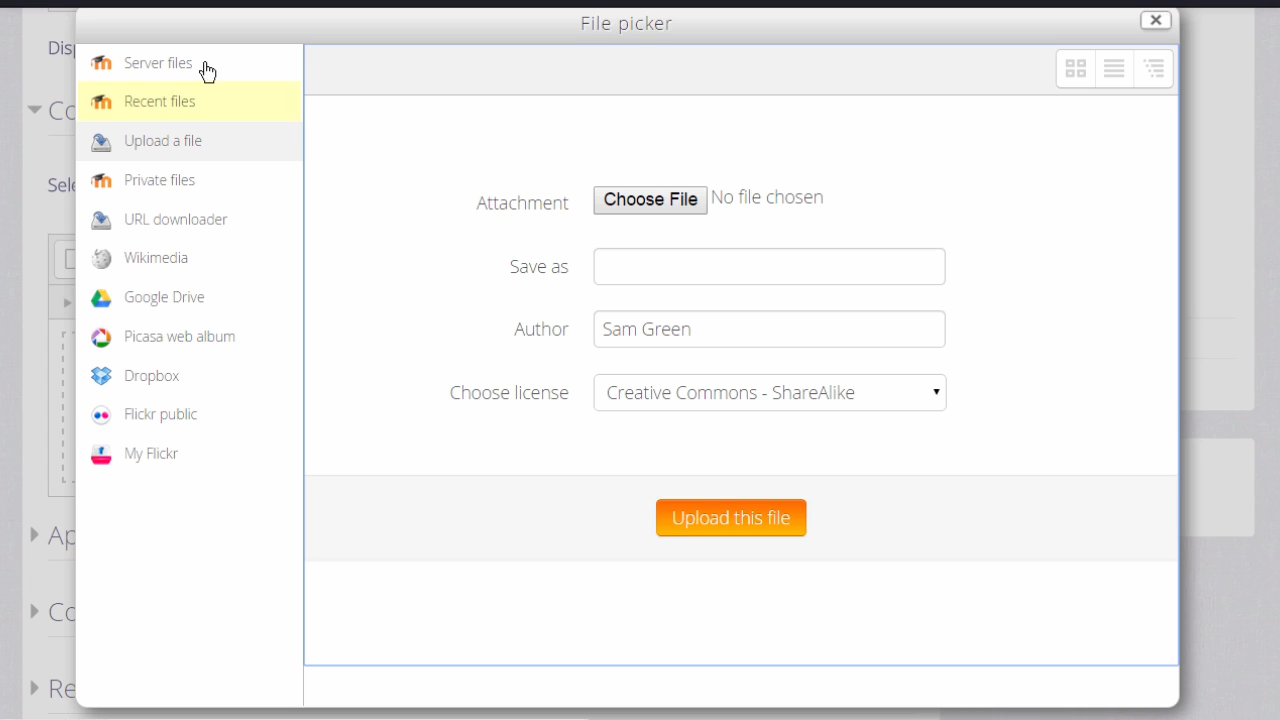 File picker
Server files
Recent files
Upload a file
Private files
URL downloader
Wikimedia
Google Drive
Picasa web album
Dropbox
Flickr public
My Flickr
Attachment Choose File No file chosen
Save as
Author Sam Green
Choose license Creative Commons - ShareAlike
Upload this file